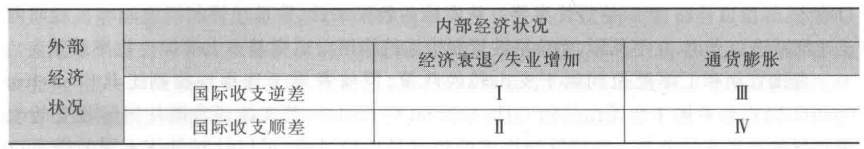 外部
经济
状况
内部经济状况
经济衰退/失业增加 通货膨胀
国际收支逆差 Ⅰ Ⅲ
国际收支顺差 Ⅱ Ⅳ